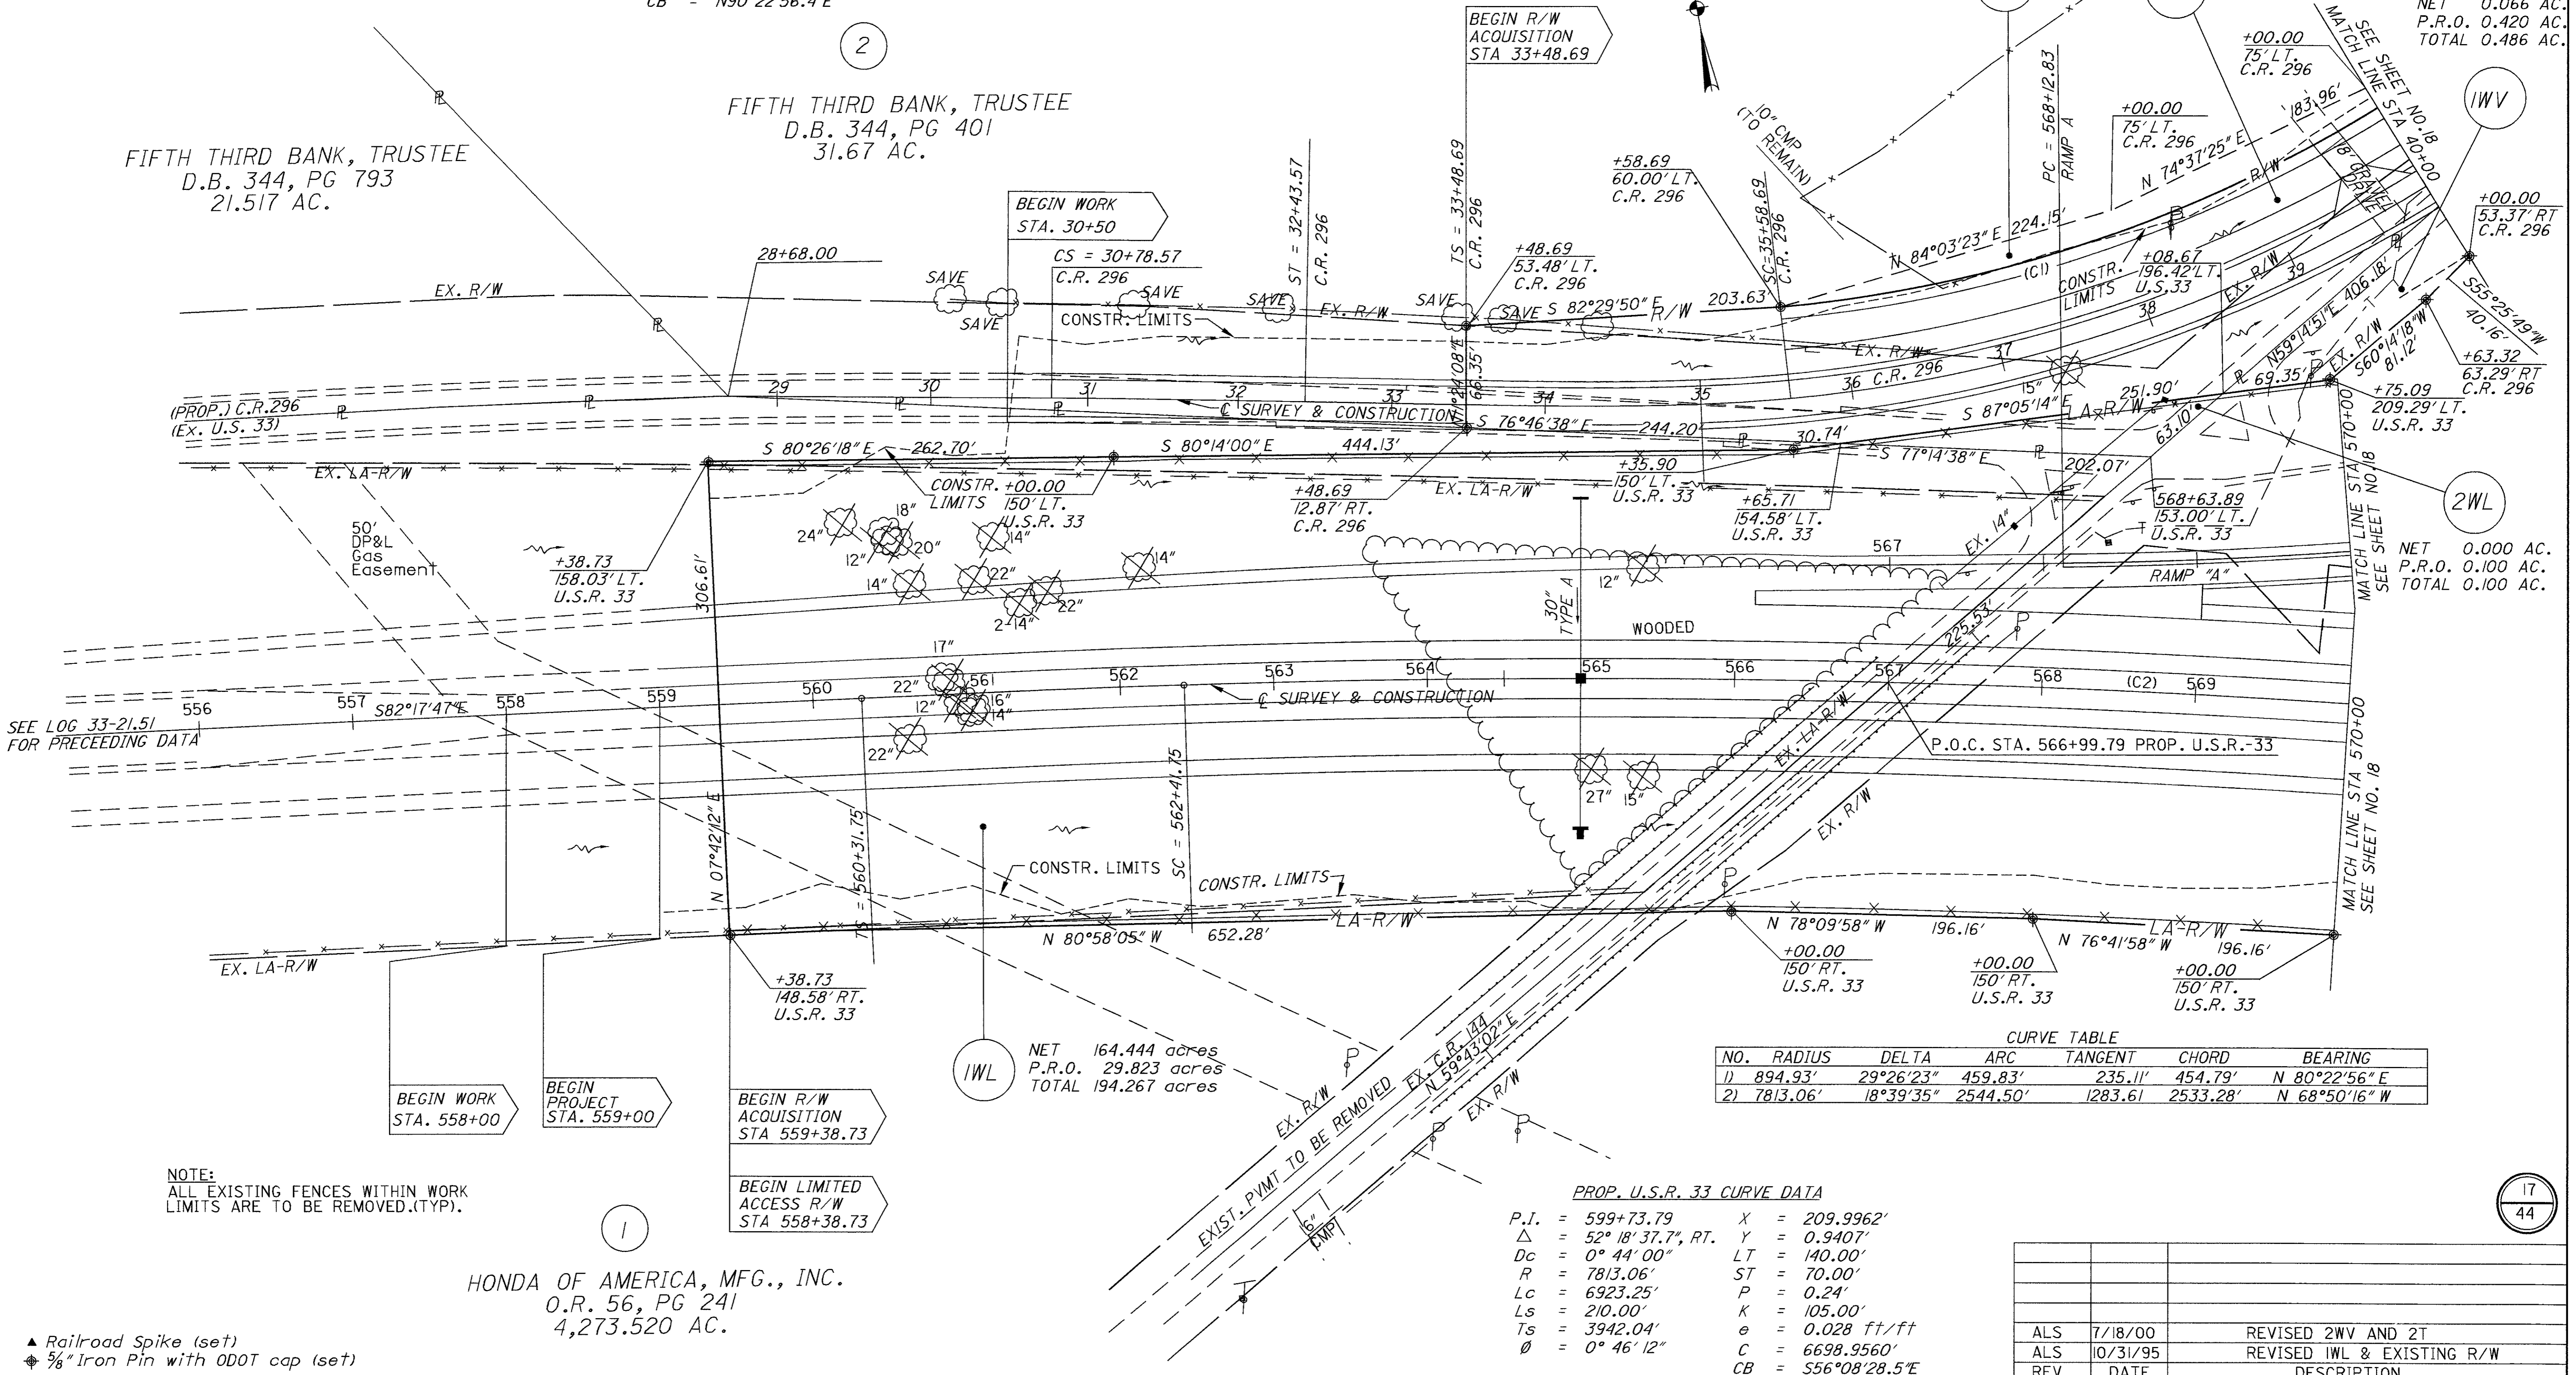 CB = N90°22'56.4"E
2
FIFTH THIRD BANK, TRUSTEE
D.B. 344, PG 401
31.67 AC.
FIFTH THIRD BANK, TRUSTEE
D.B. 344, PG 793
21.517 AC.
BEGIN R/W
ACQUISITION
STA 33+48.69
NET 0.066 AC.
P.R.O. 0.420 AC.
TOTAL 0.486 AC.
1WV
SEE SHEET NO.18
MATCH LINE STA 40+00
+00.00
75' LT.
C.R. 296
183.96'
+00.00
75' LT.
C.R. 296
N 74°37'25" E
R/W
18' GRAVEL
DRIVE
PC = 568+12.83
RAMP A
10" CMP
(TO REMAIN)
+58.69
60.00' LT.
C.R. 296
SC=35+58.69
C.R. 296
N 84°03'23" E 224.15'
(C1)
CONSTR.
LIMITS
+08.67
196.42' LT.
U.S.33
EX. R/W
+00.00
53.37' RT
C.R. 296
S55°25'49"W
40.16'
+63.32
63.29' RT
C.R. 296
N59°14'51"E 406.18'
EX. R/W
S60°14'18"W
81.12'
69.35'
+75.09
209.29' LT.
U.S.R. 33
BEGIN WORK
STA. 30+50
CS = 30+78.57
C.R. 296
ST = 32+43.57
C.R. 296
TS = 33+48.69
C.R. 296
+48.69
53.48' LT.
C.R. 296
28+68.00
EX. R/W
SAVE
SAVE
SAVE
SAVE
SAVE
SAVE
EX. R/W
CONSTR. LIMITS
S 82°29'50" E
R/W
203.63'
EX. R/W
N 17°24'08" E
66.35'
29
30
31
32
33
34
35
36
37
38
39
C.R. 296
15"
(PROP.) C.R.296
(EX. U.S. 33)
℄ SURVEY & CONSTRUCTION
S 76°46'38" E
244.20'
30.74'
S 87°05'14" E
251.90'
LA-R/W
63.10'
S 80°26'18" E
262.70'
S 80°14'00" E
444.13'
S 77°14'38" E
202.07'
EX. LA-R/W
CONSTR.
LIMITS
+00.00
150' LT.
U.S.R. 33
+48.69
12.87' RT.
C.R. 296
EX. LA-R/W
+35.90
150' LT.
U.S.R. 33
+65.71
154.58' LT.
U.S.R. 33
568+63.89
153.00' LT.
U.S.R. 33
2WL
NET 0.000 AC.
P.R.O. 0.100 AC.
TOTAL 0.100 AC.
MATCH LINE STA 570+00
SEE SHEET NO.18
50'
DP&L
Gas
Easement
+38.73
158.03' LT.
U.S.R. 33
306.61'
24"
18"
12"
20"
14"
14"
22"
2-14"
22"
14"
30"
TYPE A
12"
EX. 14"
567
RAMP "A"
WOODED
225.53'
SEE LOG 33-21.51
FOR PRECEEDING DATA
556
557
S82°17'47"E
558
559
560
561
562
563
564
565
566
567
568
(C2)
569
17"
22"
12"
16"
14"
22"
℄ SURVEY & CONSTRUCTION
27"
15"
EX. LA-R/W
EX. R/W
P.O.C. STA. 566+99.79 PROP. U.S.R.-33
MATCH LINE STA 570+00
SEE SHEET NO. 18
N 07°42'12" E
TS = 560+31.75
SC = 562+41.75
CONSTR. LIMITS
CONSTR. LIMITS
EX. LA-R/W
N 80°58'05" W
652.28'
LA-R/W
N 78°09'58" W
196.16'
N 76°41'58" W
LA-R/W
196.16'
+38.73
148.58' RT.
U.S.R. 33
+00.00
150' RT.
U.S.R. 33
+00.00
150' RT.
U.S.R. 33
+00.00
150' RT.
U.S.R. 33
BEGIN WORK
STA. 558+00
BEGIN
PROJECT
STA. 559+00
BEGIN R/W
ACQUISITION
STA 559+38.73
BEGIN LIMITED
ACCESS R/W
STA 558+38.73
1WL
NET 164.444 acres
P.R.O. 29.823 acres
TOTAL 194.267 acres
EX. R/W
EXIST. PVMT TO BE REMOVED
EX. C.R. 144
N 59°43'02" E
EX. R/W
16"
CMP
CURVE TABLE
NO. RADIUS DELTA ARC TANGENT CHORD BEARING
1) 894.93' 29°26'23" 459.83' 235.11' 454.79' N 80°22'56" E
2) 7813.06' 18°39'35" 2544.50' 1283.61 2533.28' N 68°50'16" W
NOTE:
ALL EXISTING FENCES WITHIN WORK
LIMITS ARE TO BE REMOVED.(TYP).
1
HONDA OF AMERICA, MFG., INC.
O.R. 56, PG 241
4,273.520 AC.
Railroad Spike (set)
5/8" Iron Pin with ODOT cap (set)
PROP. U.S.R. 33 CURVE DATA
P.I. = 599+73.79 X = 209.9962'
△ = 52° 18' 37.7", RT. Y = 0.9407'
Dc = 0° 44' 00" LT = 140.00'
R = 7813.06' ST = 70.00'
Lc = 6923.25' P = 0.24'
Ls = 210.00' K = 105.00'
Ts = 3942.04' e = 0.028 ft/ft
Ø = 0° 46' 12" C = 6698.9560'
CB = S56°08'28.5"E
17
44
ALS 7/18/00 REVISED 2WV AND 2T
ALS 10/31/95 REVISED 1WL & EXISTING R/W
REV. DATE DESCRIPTION